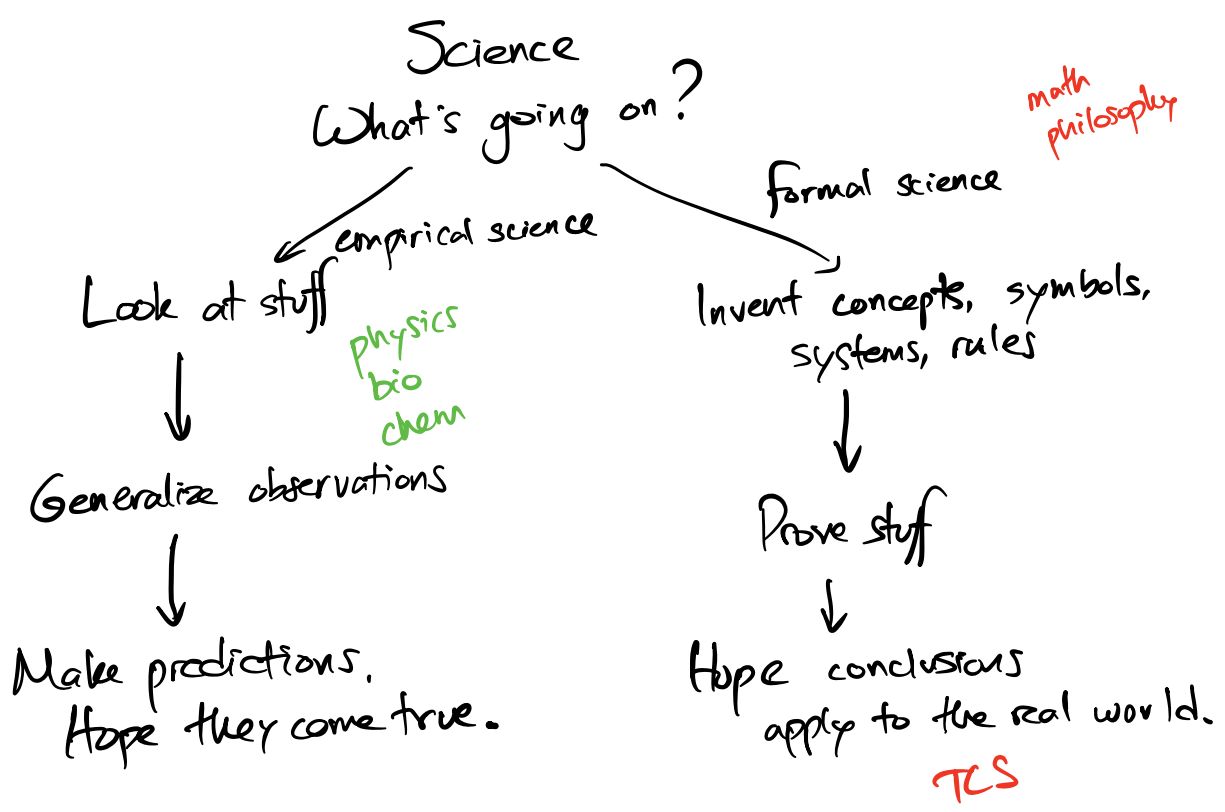 Science
What's going on?
math
philosophy
formal science
empirical science
Look at stuff
physics
bio
chem
Generalize observations
Make predictions.
Hope they come true.
Invent concepts, symbols,
systems, rules
Prove stuff
Hope conclusions
apply to the real world.
TCS